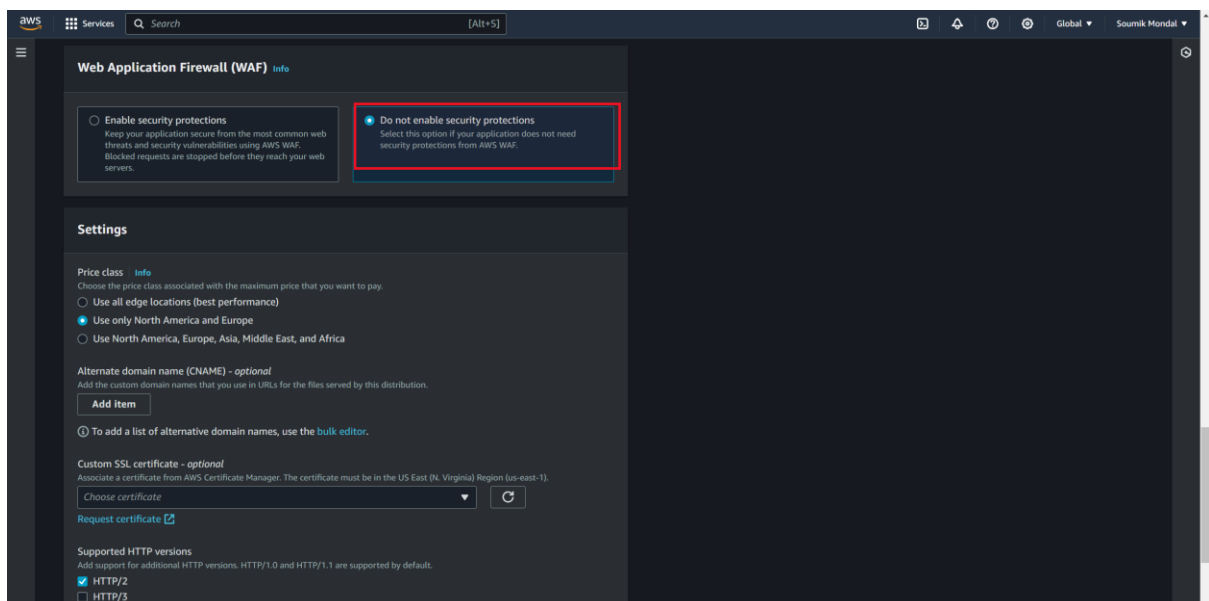 aws
Services
Search
[Alt+S]
Global
Soumik Mondal
Web Application Firewall (WAF) Info
Enable security protections
Keep your application secure from the most common web
threats and security vulnerabilities using AWS WAF.
Blocked requests are stopped before they reach your web
servers.
Do not enable security protections
Select this option if your application does not need
security protections from AWS WAF.
Settings
Price class Info
Choose the price class associated with the maximum price that you want to pay.
Use all edge locations (best performance)
Use only North America and Europe
Use North America, Europe, Asia, Middle East, and Africa
Alternate domain name (CNAME) - optional
Add the custom domain names that you use in URLs for the files served by this distribution.
Add item
To add a list of alternative domain names, use the bulk editor.
Custom SSL certificate - optional
Associate a certificate from AWS Certificate Manager. The certificate must be in the US East (N. Virginia) Region (us-east-1).
Choose certificate
Request certificate
Supported HTTP versions
Add support for additional HTTP versions. HTTP/1.0 and HTTP/1.1 are supported by default.
HTTP/2
HTTP/3